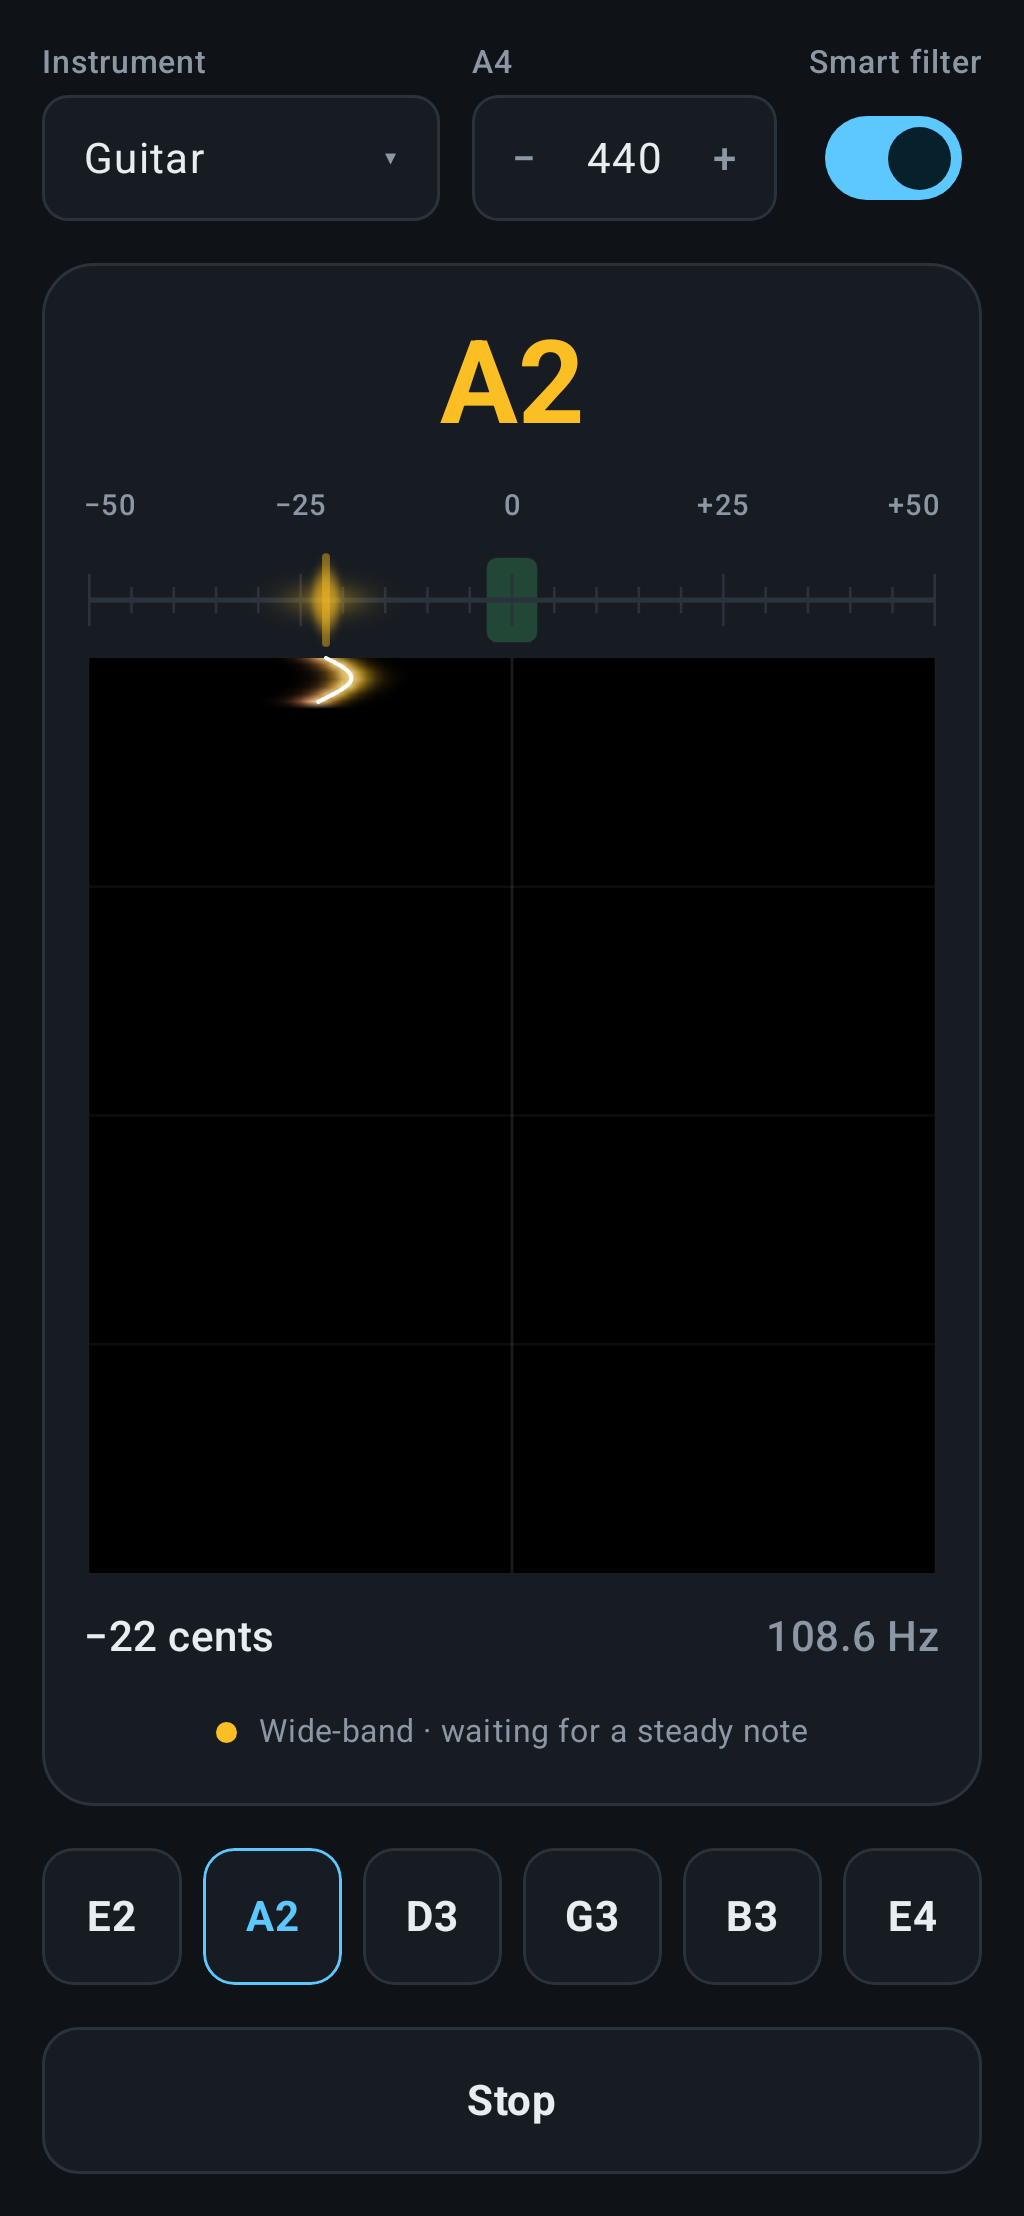 Instrument A4 Smart filter
Guitar ▼ − 440 +
A2
−50 −25 0 +25 +50
−22 cents 108.6 Hz
Wide-band · waiting for a steady note
E2 A2 D3 G3 B3 E4
Stop